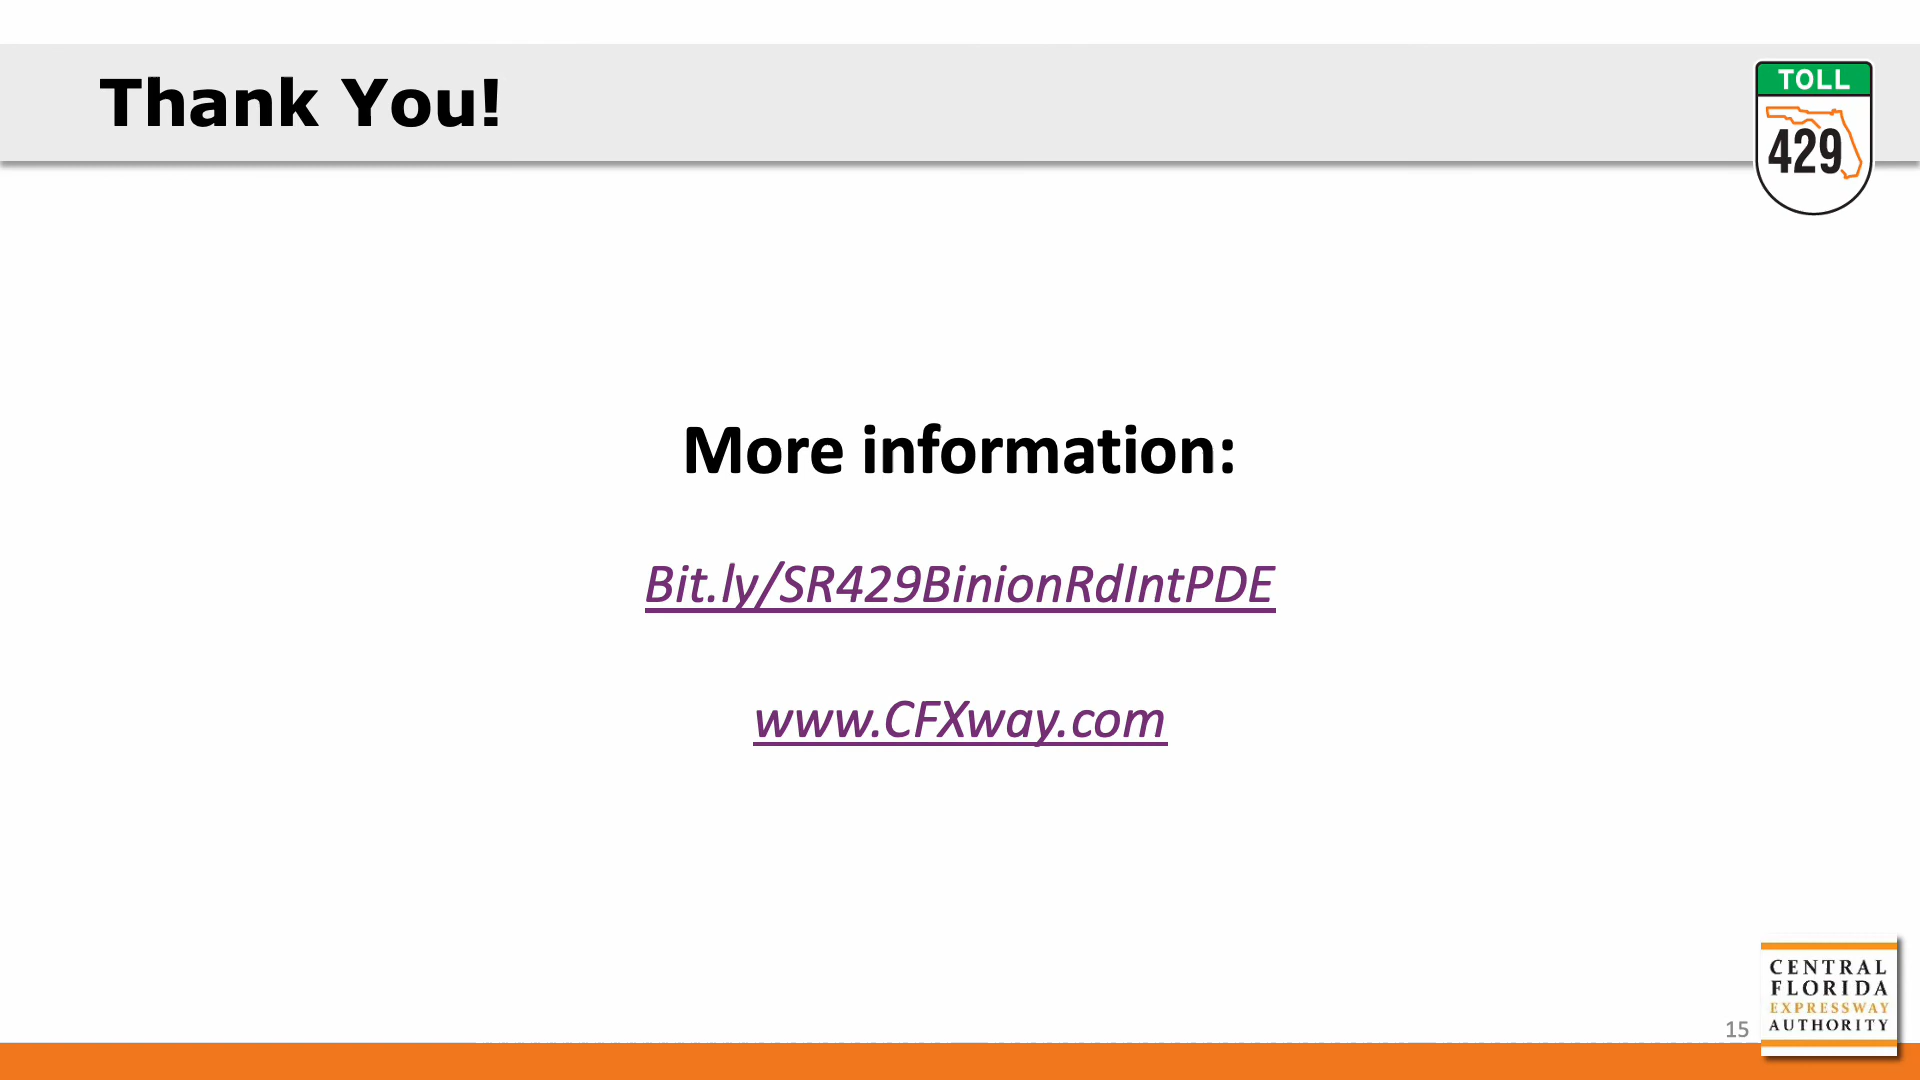 Thank You!
TOLL
429
More information:
Bit.ly/SR429BinionRdIntPDE
www.CFXway.com
15
CENTRAL
FLORIDA
EXPRESSWAY
AUTHORITY